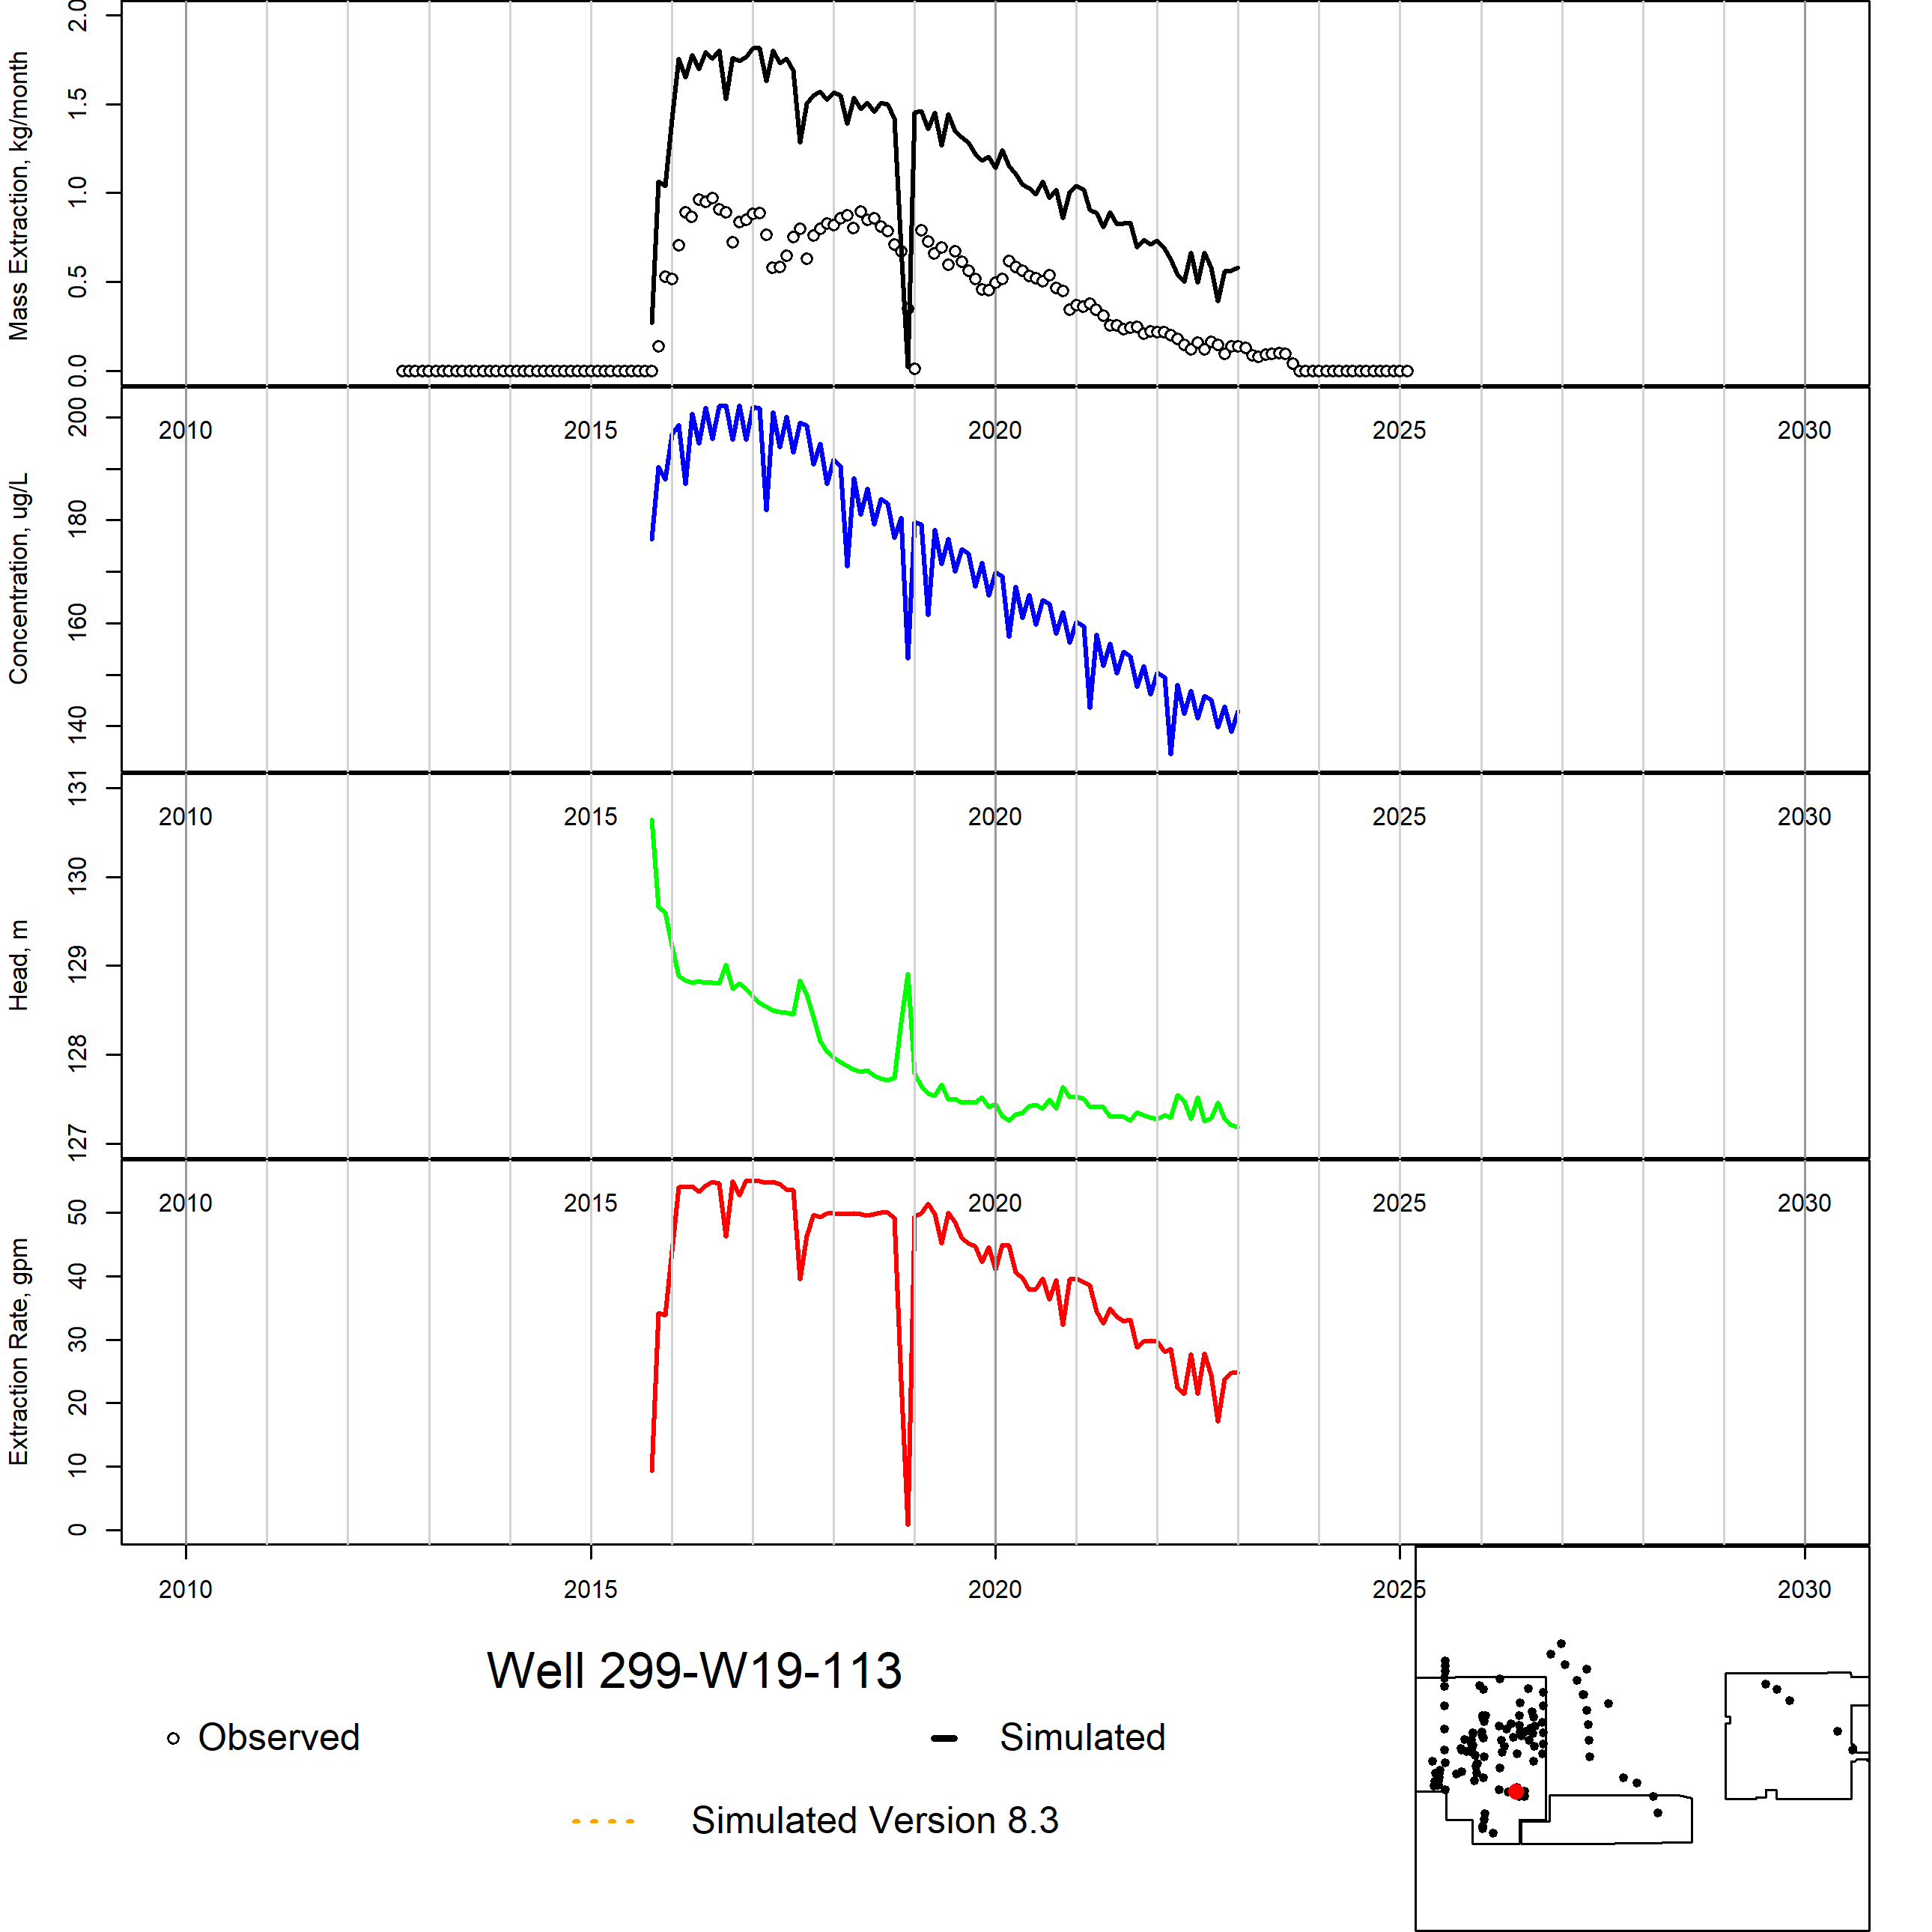 Mass Extraction, kg/month
0.0 0.5 1.0 1.5 2.0
2010 2015 2020 2025 2030
Concentration, ug/L
140 160 180 200
2010 2015 2020 2025 2030
Head, m
127 128 129 130 131
2010 2015 2020 2025 2030
Extraction Rate, gpm
0 10 20 30 40 50
2010 2015 2020 2025 2030
Well 299-W19-113
Observed
Simulated
Simulated Version 8.3